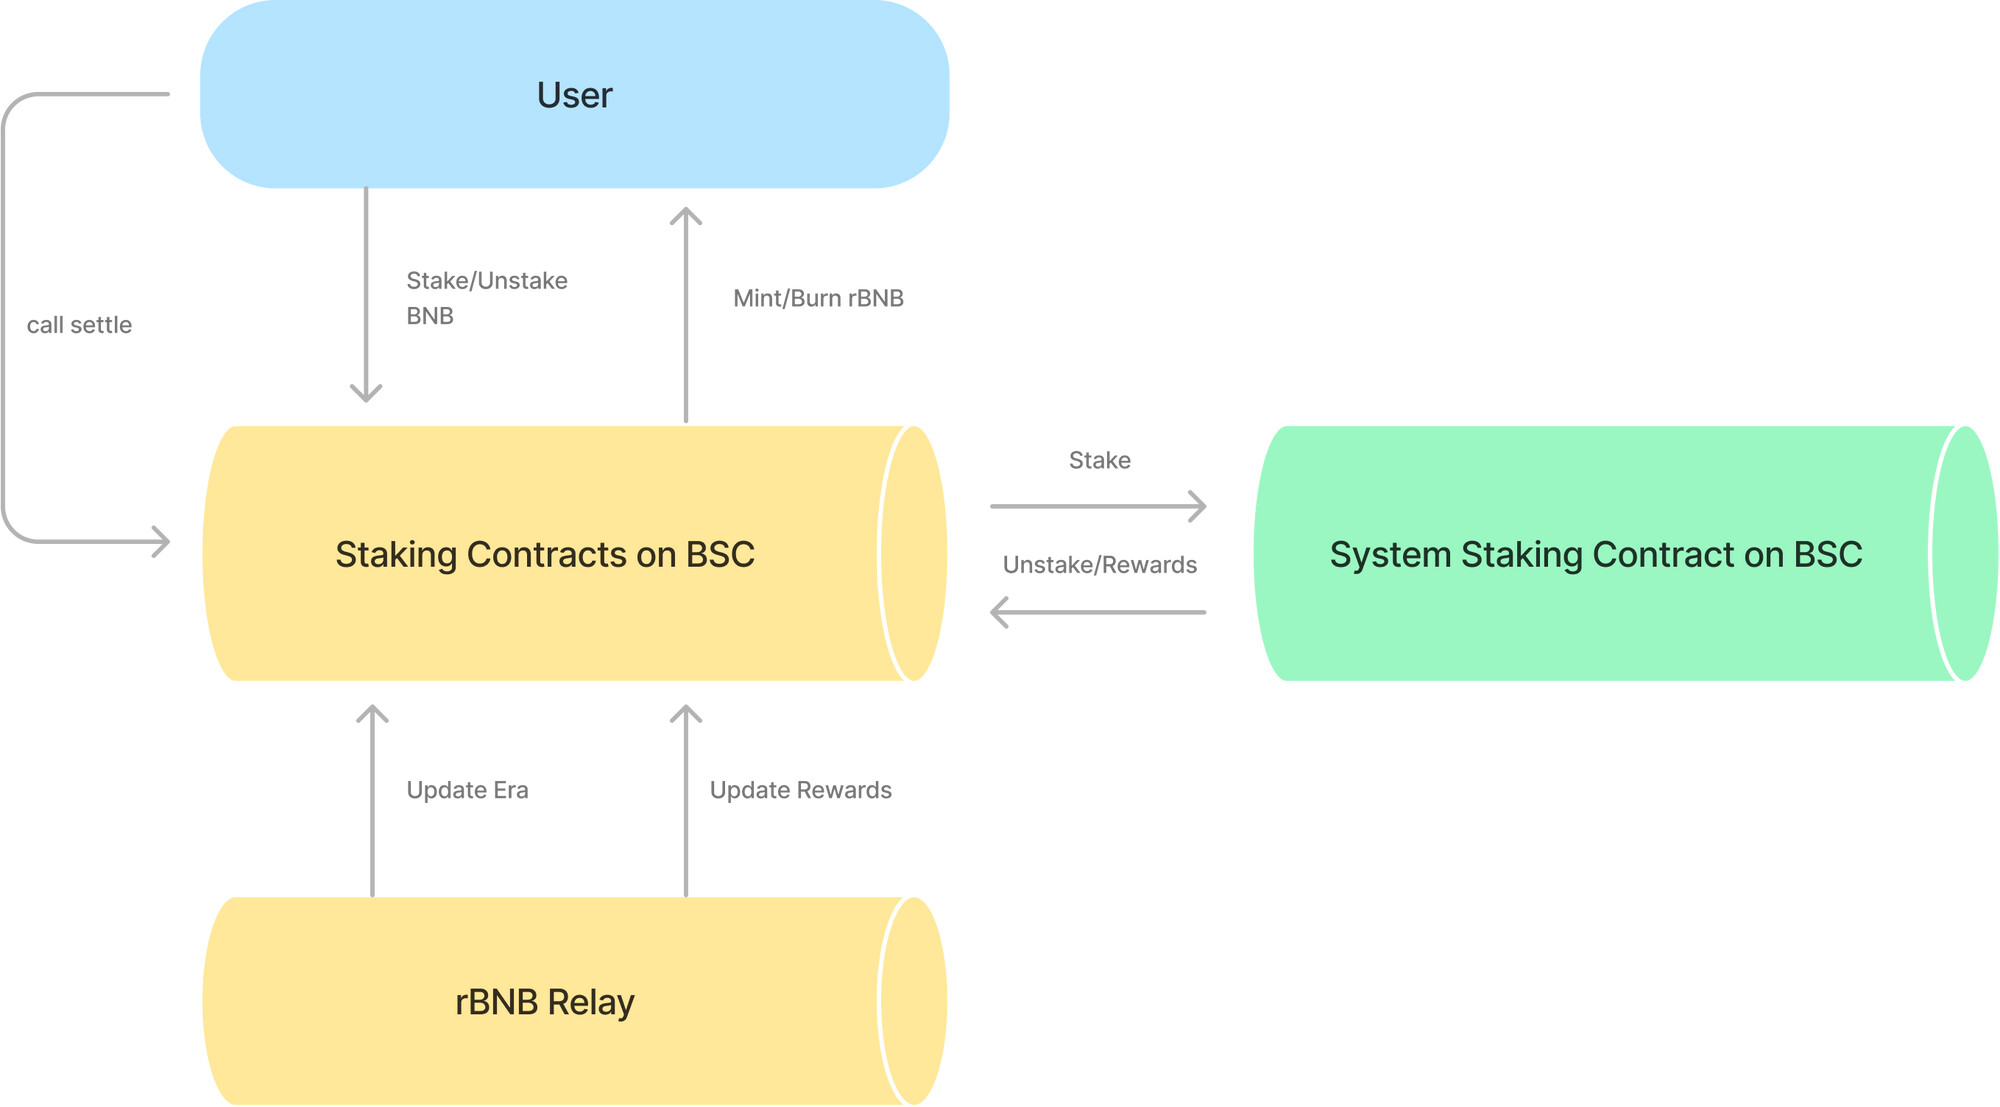 User
Stake/Unstake
BNB
Mint/Burn rBNB
call settle
Stake
Staking Contracts on BSC
Unstake/Rewards
System Staking Contract on BSC
Update Era
Update Rewards
rBNB Relay